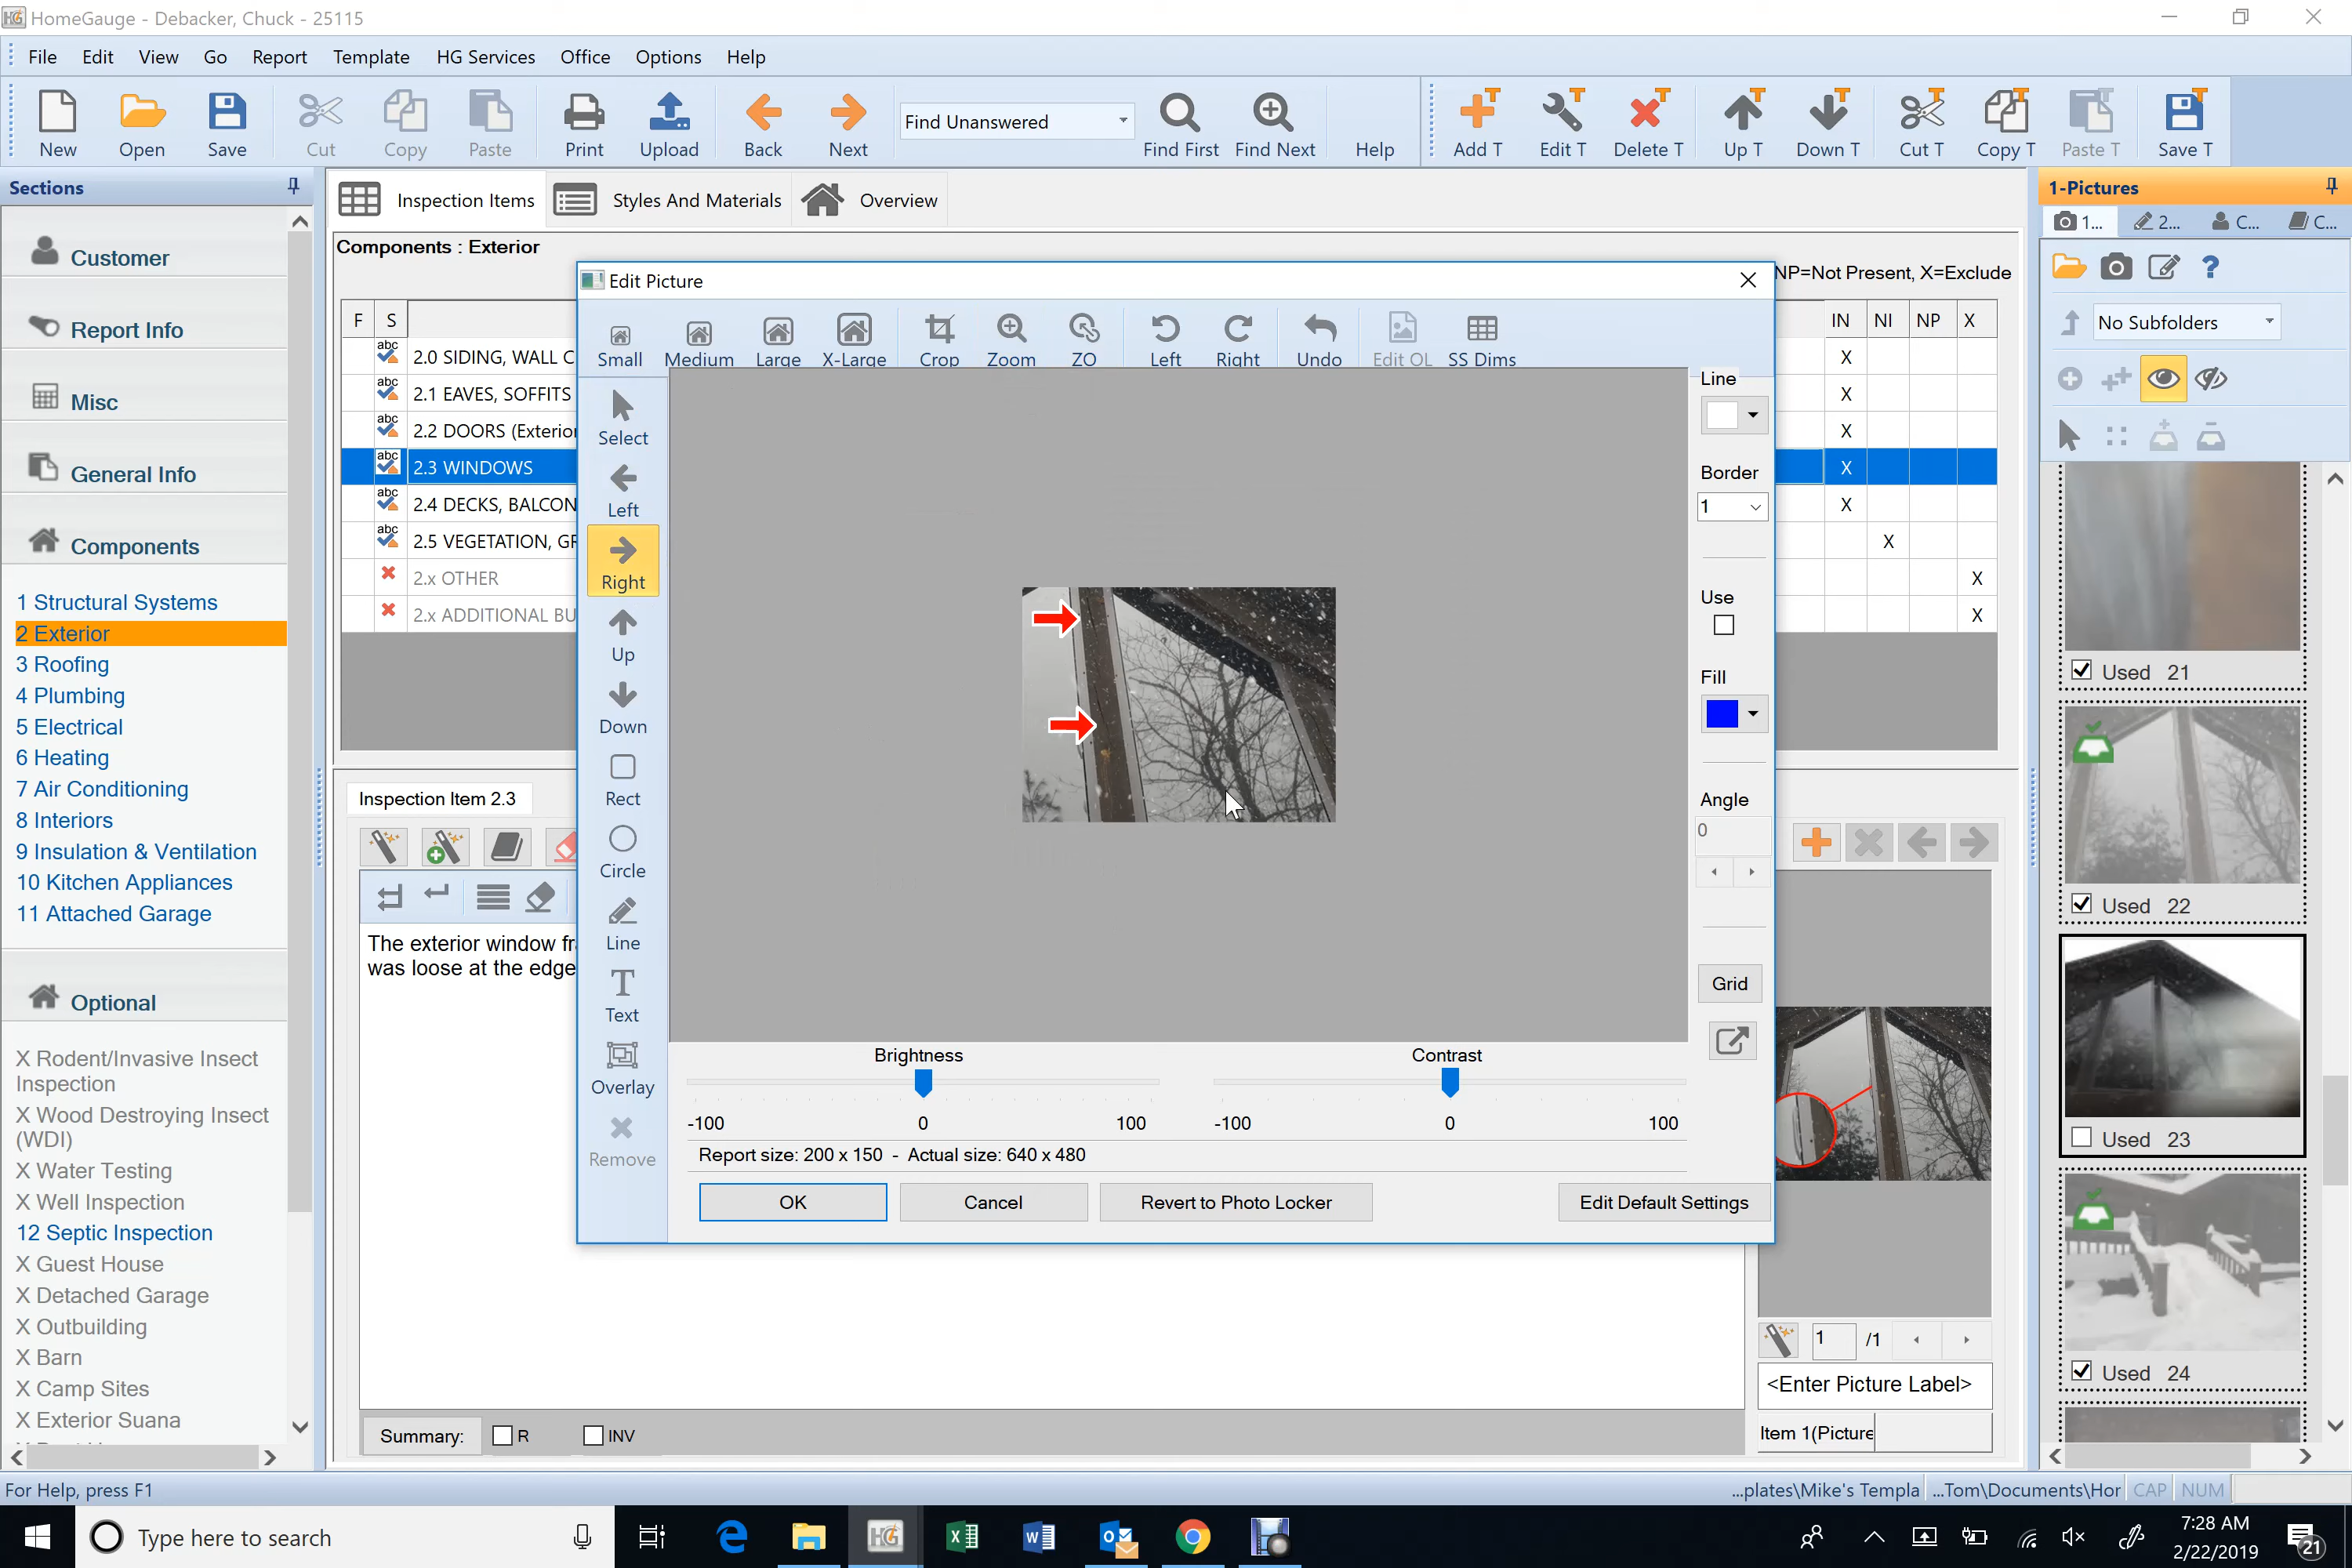 HG HomeGauge - Debacker, Chuck - 25115
File Edit View Go Report Template HG Services Office Options Help
New Open Save Cut Copy Paste Print Upload Back Next Find Unanswered Find First Find Next Help Add T Edit T Delete T Up T Down T Cut T Copy T Paste T Save T
Sections
Customer
Report Info
Misc
General Info
Components
1 Structural Systems
2 Exterior
3 Roofing
4 Plumbing
5 Electrical
6 Heating
7 Air Conditioning
8 Interiors
9 Insulation & Ventilation
10 Kitchen Appliances
11 Attached Garage
Optional
X Rodent/Invasive Insect
Inspection
X Wood Destroying Insect
(WDI)
X Water Testing
X Well Inspection
12 Septic Inspection
X Guest House
X Detached Garage
X Outbuilding
X Barn
X Camp Sites
X Exterior Suana
Inspection Items Styles And Materials Overview
Components : Exterior
NP=Not Present, X=Exclude
F S IN NI NP X
abc 2.0 SIDING, WALL C X
abc 2.1 EAVES, SOFFITS X
abc 2.2 DOORS (Exterior X
abc 2.3 WINDOWS X
abc 2.4 DECKS, BALCON X
abc 2.5 VEGETATION, GR X
2.x OTHER X
2.x ADDITIONAL BU X
Inspection Item 2.3
The exterior window fr
was loose at the edge
Summary: R INV
Edit Picture
Small Medium Large X-Large Crop Zoom ZO Left Right Undo Edit OL SS Dims
Select
Left
Right
Up
Down
Rect
Circle
Line
T
Text
Overlay
Remove
Line
Border
1
Use
Fill
Angle
0
Grid
Brightness Contrast
-100 0 100 -100 0 100
Report size: 200 x 150 - Actual size: 640 x 480
OK Cancel Revert to Photo Locker Edit Default Settings
1 /1
<Enter Picture Label>
Item 1(Picture
1-Pictures
1... 2... C... C...
?
No Subfolders
Used 21
Used 22
Used 23
Used 24
For Help, press F1
...plates\Mike's Templa ...Tom\Documents\Hor CAP NUM
Type here to search
HG
7:28 AM
2/22/2019
21